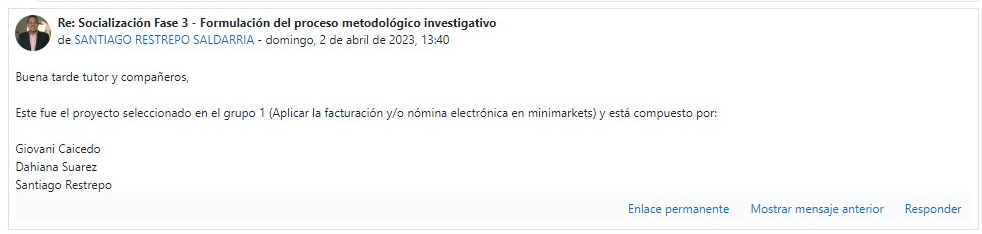 Re: Socialización Fase 3 - Formulación del proceso metodológico investigativo
de SANTIAGO RESTREPO SALDARRIA - domingo, 2 de abril de 2023, 13:40
Buena tarde tutor y compañeros,
Este fue el proyecto seleccionado en el grupo 1 (Aplicar la facturación y/o nómina electrónica en minimarkets) y está compuesto por:
Giovani Caicedo
Dahiana Suarez
Santiago Restrepo
Enlace permanente Mostrar mensaje anterior Responder